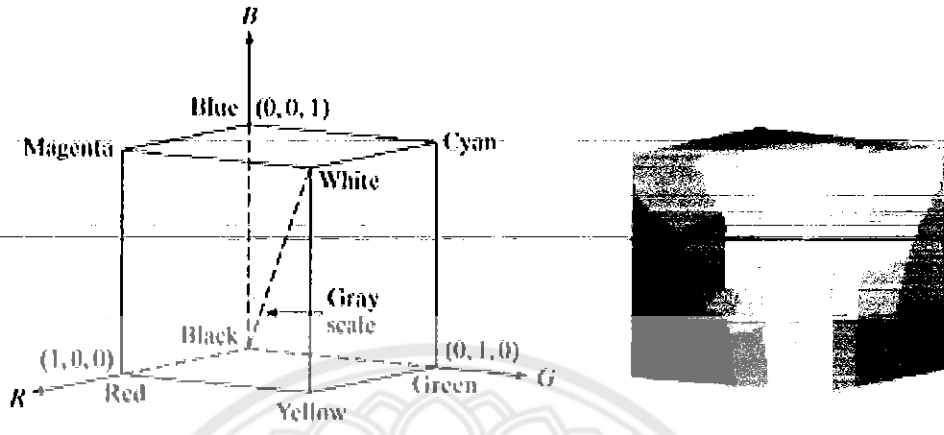 B
Blue (0, 0, 1)
Magenta
Cyan
White
Gray
scale
Black
(1, 0, 0)
(0, 1, 0)
R
Red
Green
G
Yellow